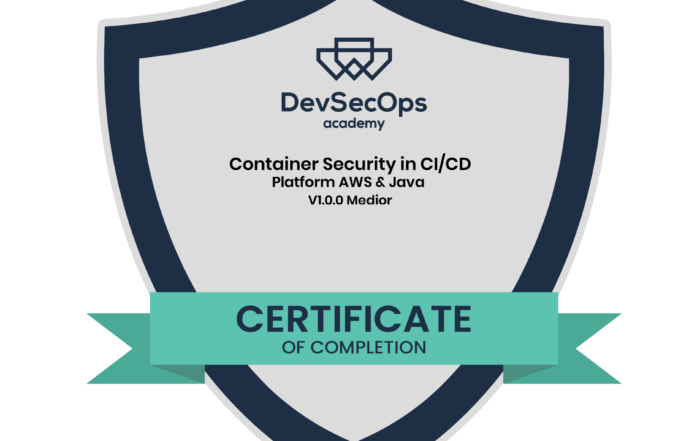 DevSecOps
academy
Container Security in CI/CD
Platform AWS & Java
V1.0.0 Medior
CERTIFICATE
OF COMPLETION